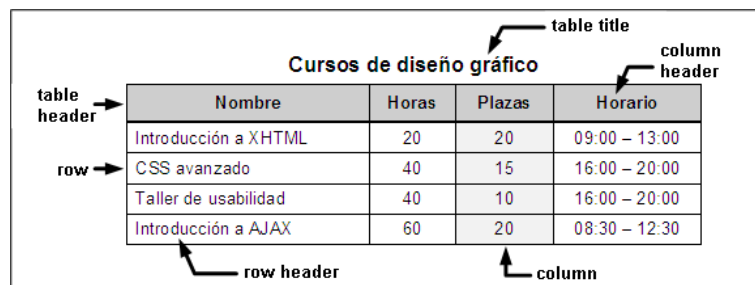 table title
Cursos de diseño gráfico
column header
table header
Nombre Horas Plazas Horario
Introducción a XHTML 20 20 09:00 – 13:00
row
CSS avanzado 40 15 16:00 – 20:00
Taller de usabilidad 40 10 16:00 – 20:00
Introducción a AJAX 60 20 08:30 – 12:30
row header
column